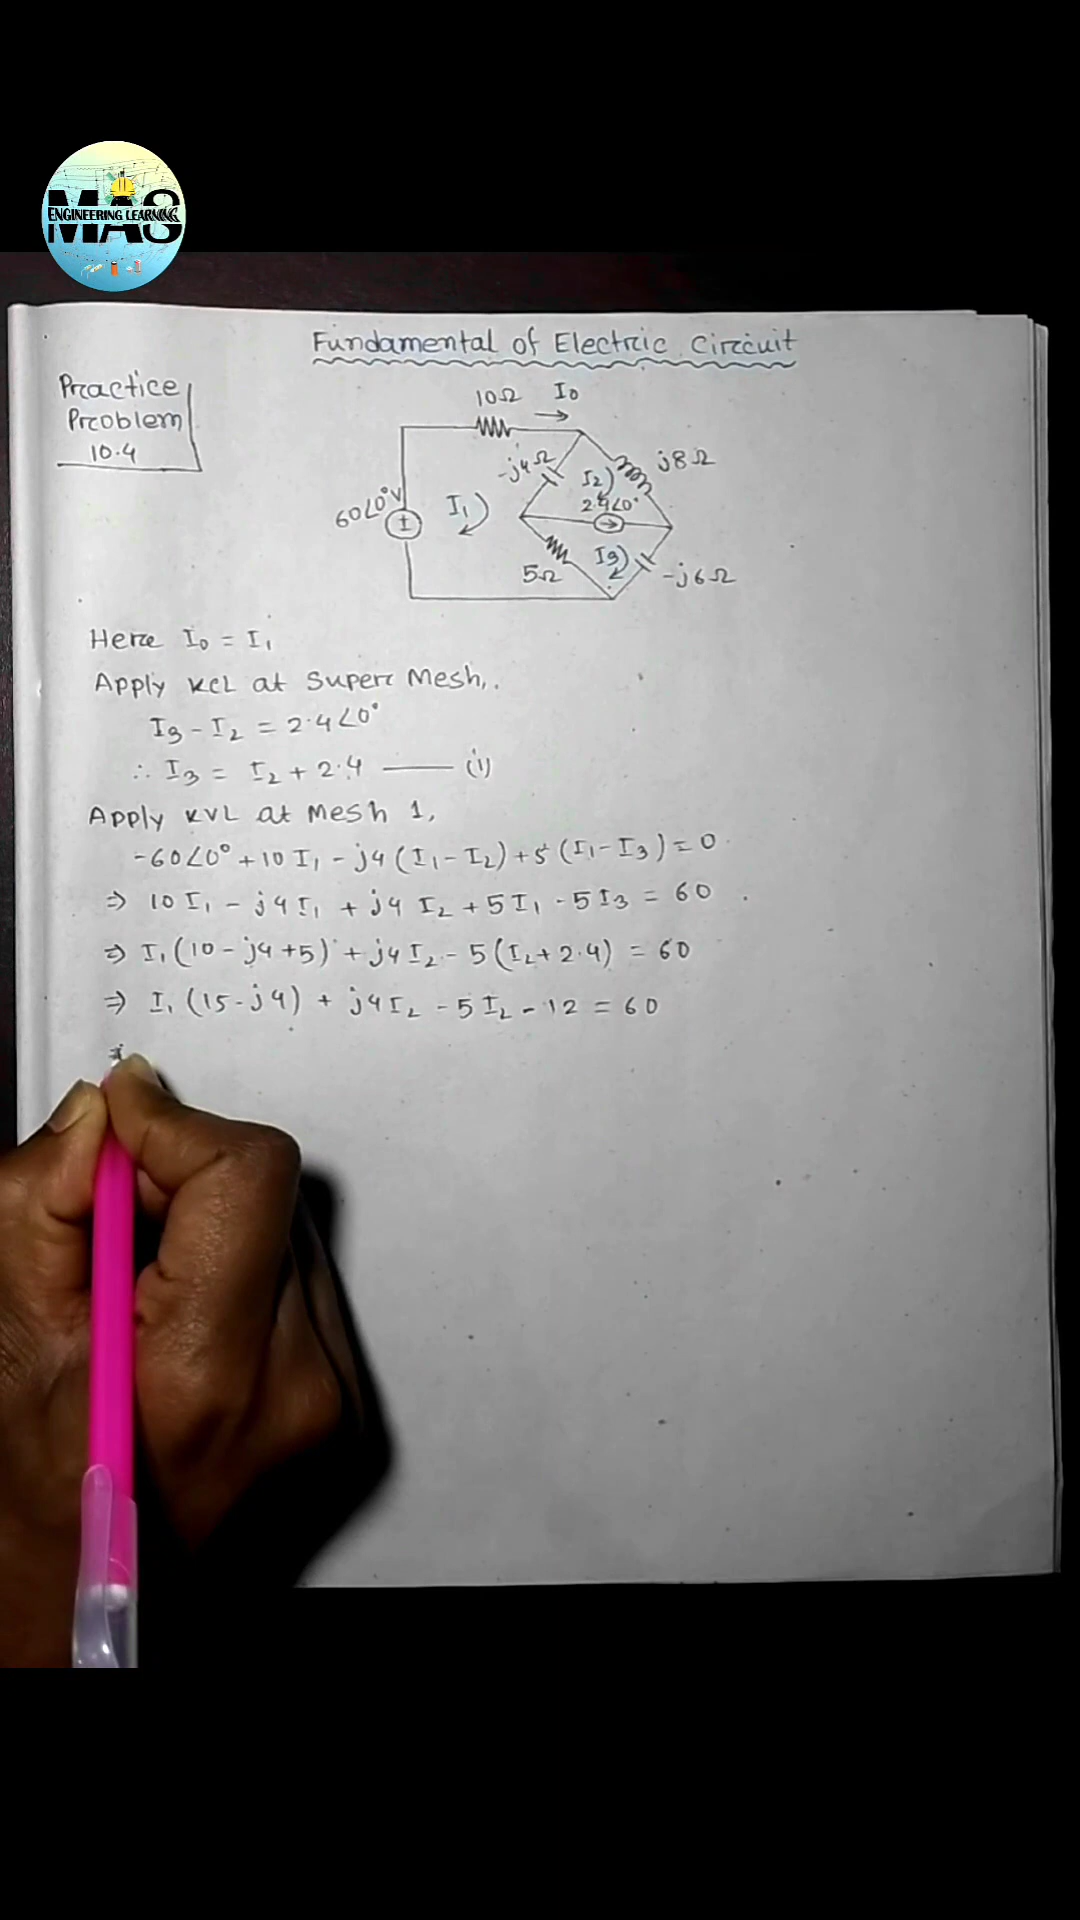 MAS
ENGINEERING LEARNING
Fundamental of Electric Circuit
Practice
Problem
10.4
10Ω I₀
-j4Ω
j8Ω
I₂
2.4∠0°
60∠0°V
I₁
5Ω
I₃
-j6Ω
Here I₀ = I₁
Apply KCL at Super Mesh,.
I₃ - I₂ = 2.4∠0°
∴ I₃ = I₂ + 2.4 —— (i)
Apply KVL at Mesh 1,
-60∠0° + 10 I₁ - j4 (I₁ - I₂) + 5 (I₁ - I₃) = 0
⇒ 10 I₁ - j4 I₁ + j4 I₂ + 5 I₁ - 5 I₃ = 60
⇒ I₁ (10 - j4 + 5) + j4 I₂ - 5 (I₂ + 2.4) = 60
⇒ I₁ (15 - j4) + j4 I₂ - 5 I₂ - 12 = 60